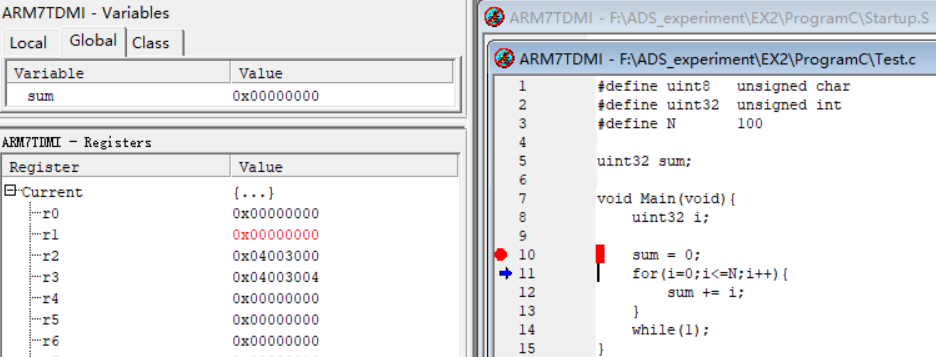 ARM7TDMI - Variables
Local Global Class
Variable Value
sum 0x00000000
ARM7TDMI - Registers
Register Value
Current {...}
r0 0x00000000
r1 0x00000000
r2 0x04003000
r3 0x04003004
r4 0x00000000
r5 0x00000000
r6 0x00000000
ARM7TDMI - F:\ADS_experiment\EX2\ProgramC\Startup.S
ARM7TDMI - F:\ADS_experiment\EX2\ProgramC\Test.c
1 #define uint8 unsigned char
2 #define uint32 unsigned int
3 #define N 100
4
5 uint32 sum;
6
7 void Main(void){
8 uint32 i;
9
10 sum = 0;
11 for(i=0;i<=N;i++){
12 sum += i;
13 }
14 while(1);
15 }